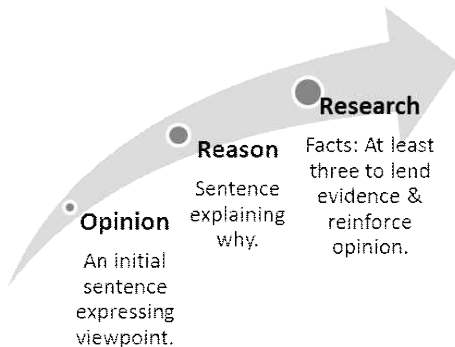 Opinion
An initial
sentence
expressing
viewpoint.
Reason
Sentence
explaining
why.
Research
Facts: At least
three to lend
evidence &
reinforce
opinion.